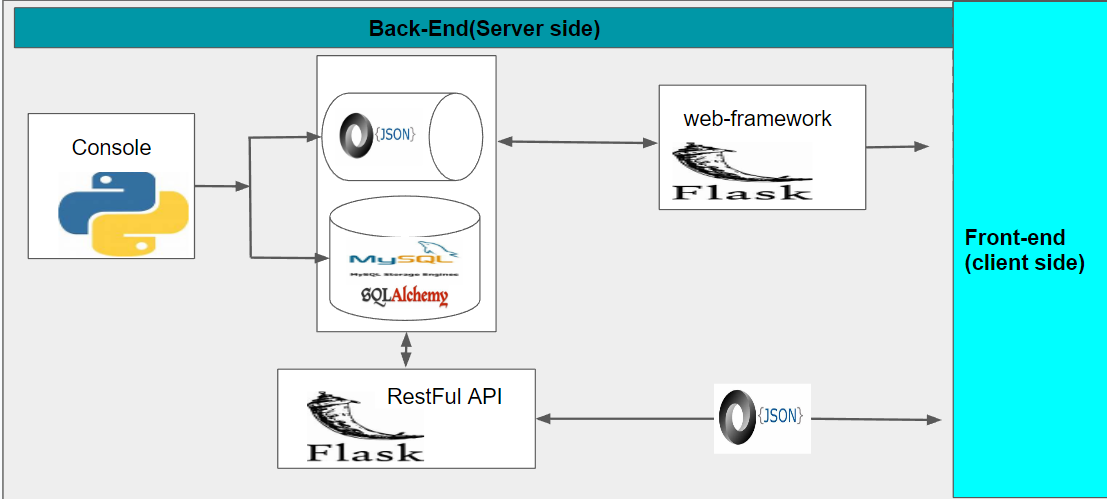 Back-End(Server side)
Console
{JSON}
MySQL
MySQL Storage Engines
SQLAlchemy
web-framework
Flask
Front-end
(client side)
RestFul API
Flask
{JSON}